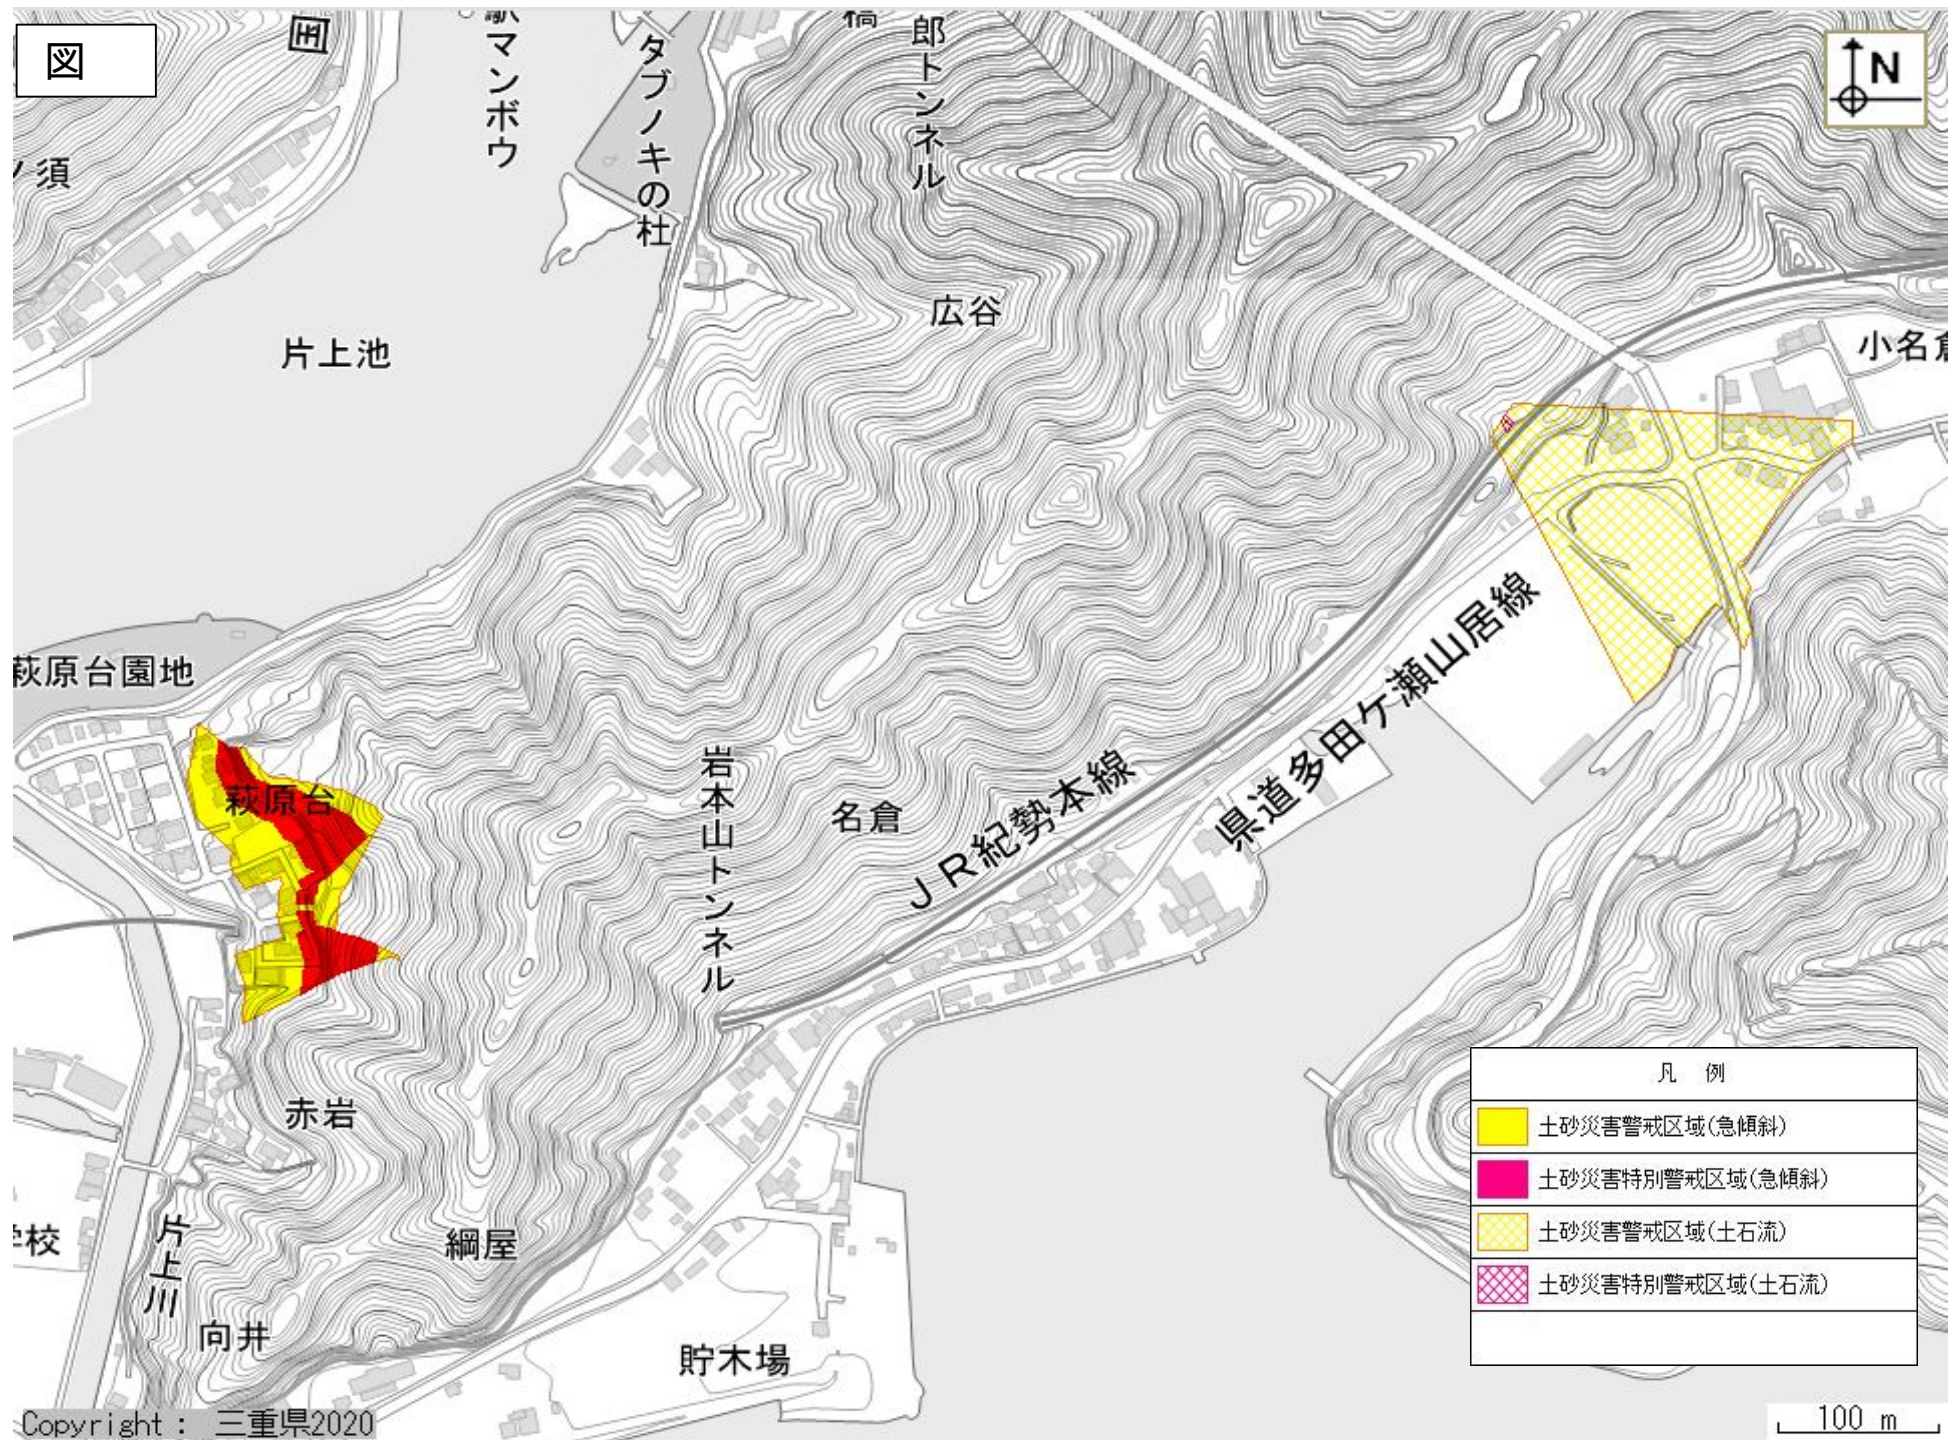 図
国
マンボウ
タブノキの杜
橋
郎トンネル
N
ノ須
広谷
片上池
小名倉
萩原台園地
萩原台
岩本山トンネル
名倉
JR紀勢本線
県道多田ケ瀬山居線
赤岩
学校
片上川
綱屋
向井
貯木場
凡 例
土砂災害警戒区域(急傾斜)
土砂災害特別警戒区域(急傾斜)
土砂災害警戒区域(土石流)
土砂災害特別警戒区域(土石流)
Copyright : 三重県2020
100 m